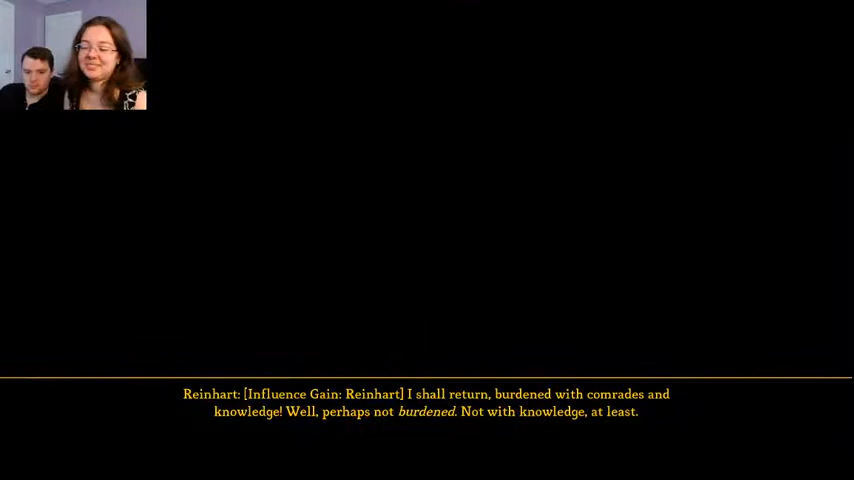 Reinhart: [Influence Gain: Reinhart] I shall return, burdened with comrades and
knowledge! Well, perhaps not burdened. Not with knowledge, at least.